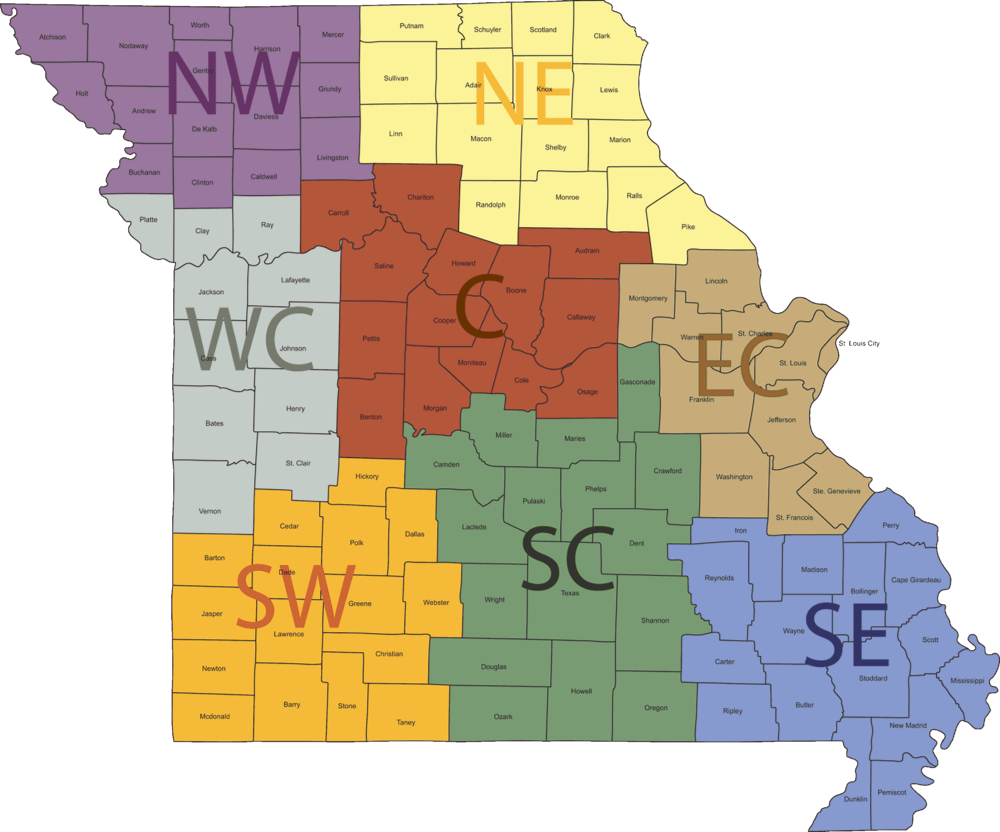 Atchison
Nodaway
Worth
Harrison
Mercer
Gentry
Holt
Andrew
De Kalb
Daviess
Grundy
Livingston
Buchanan
Clinton
Caldwell
NW
Putnam
Schuyler
Scotland
Clark
Sullivan
Adair
Knox
Lewis
Linn
Macon
Shelby
Marion
Randolph
Monroe
Ralls
Pike
NE
Platte
Clay
Ray
Jackson
Lafayette
Cass
Johnson
Bates
Henry
St. Clair
Vernon
WC
Carroll
Chariton
Saline
Howard
Boone
Audrain
Callaway
Cooper
Pettis
Moniteau
Cole
Osage
Morgan
Benton
C
Lincoln
Montgomery
Warren
St. Charles
St Louis City
St. Louis
Franklin
Jefferson
Washington
Ste. Genevieve
St. Francois
EC
Hickory
Cedar
Polk
Dallas
Barton
Dade
Greene
Webster
Jasper
Lawrence
Christian
Newton
Barry
Stone
Taney
Mcdonald
SW
Gasconade
Miller
Maries
Camden
Crawford
Phelps
Pulaski
Laclede
Dent
Wright
Texas
Shannon
Douglas
Howell
Ozark
Oregon
SC
Perry
Iron
Madison
Reynolds
Bollinger
Cape Girardeau
Wayne
Scott
Carter
Stoddard
Mississippi
Ripley
Butler
New Madrid
Dunklin
Pemiscot
SE